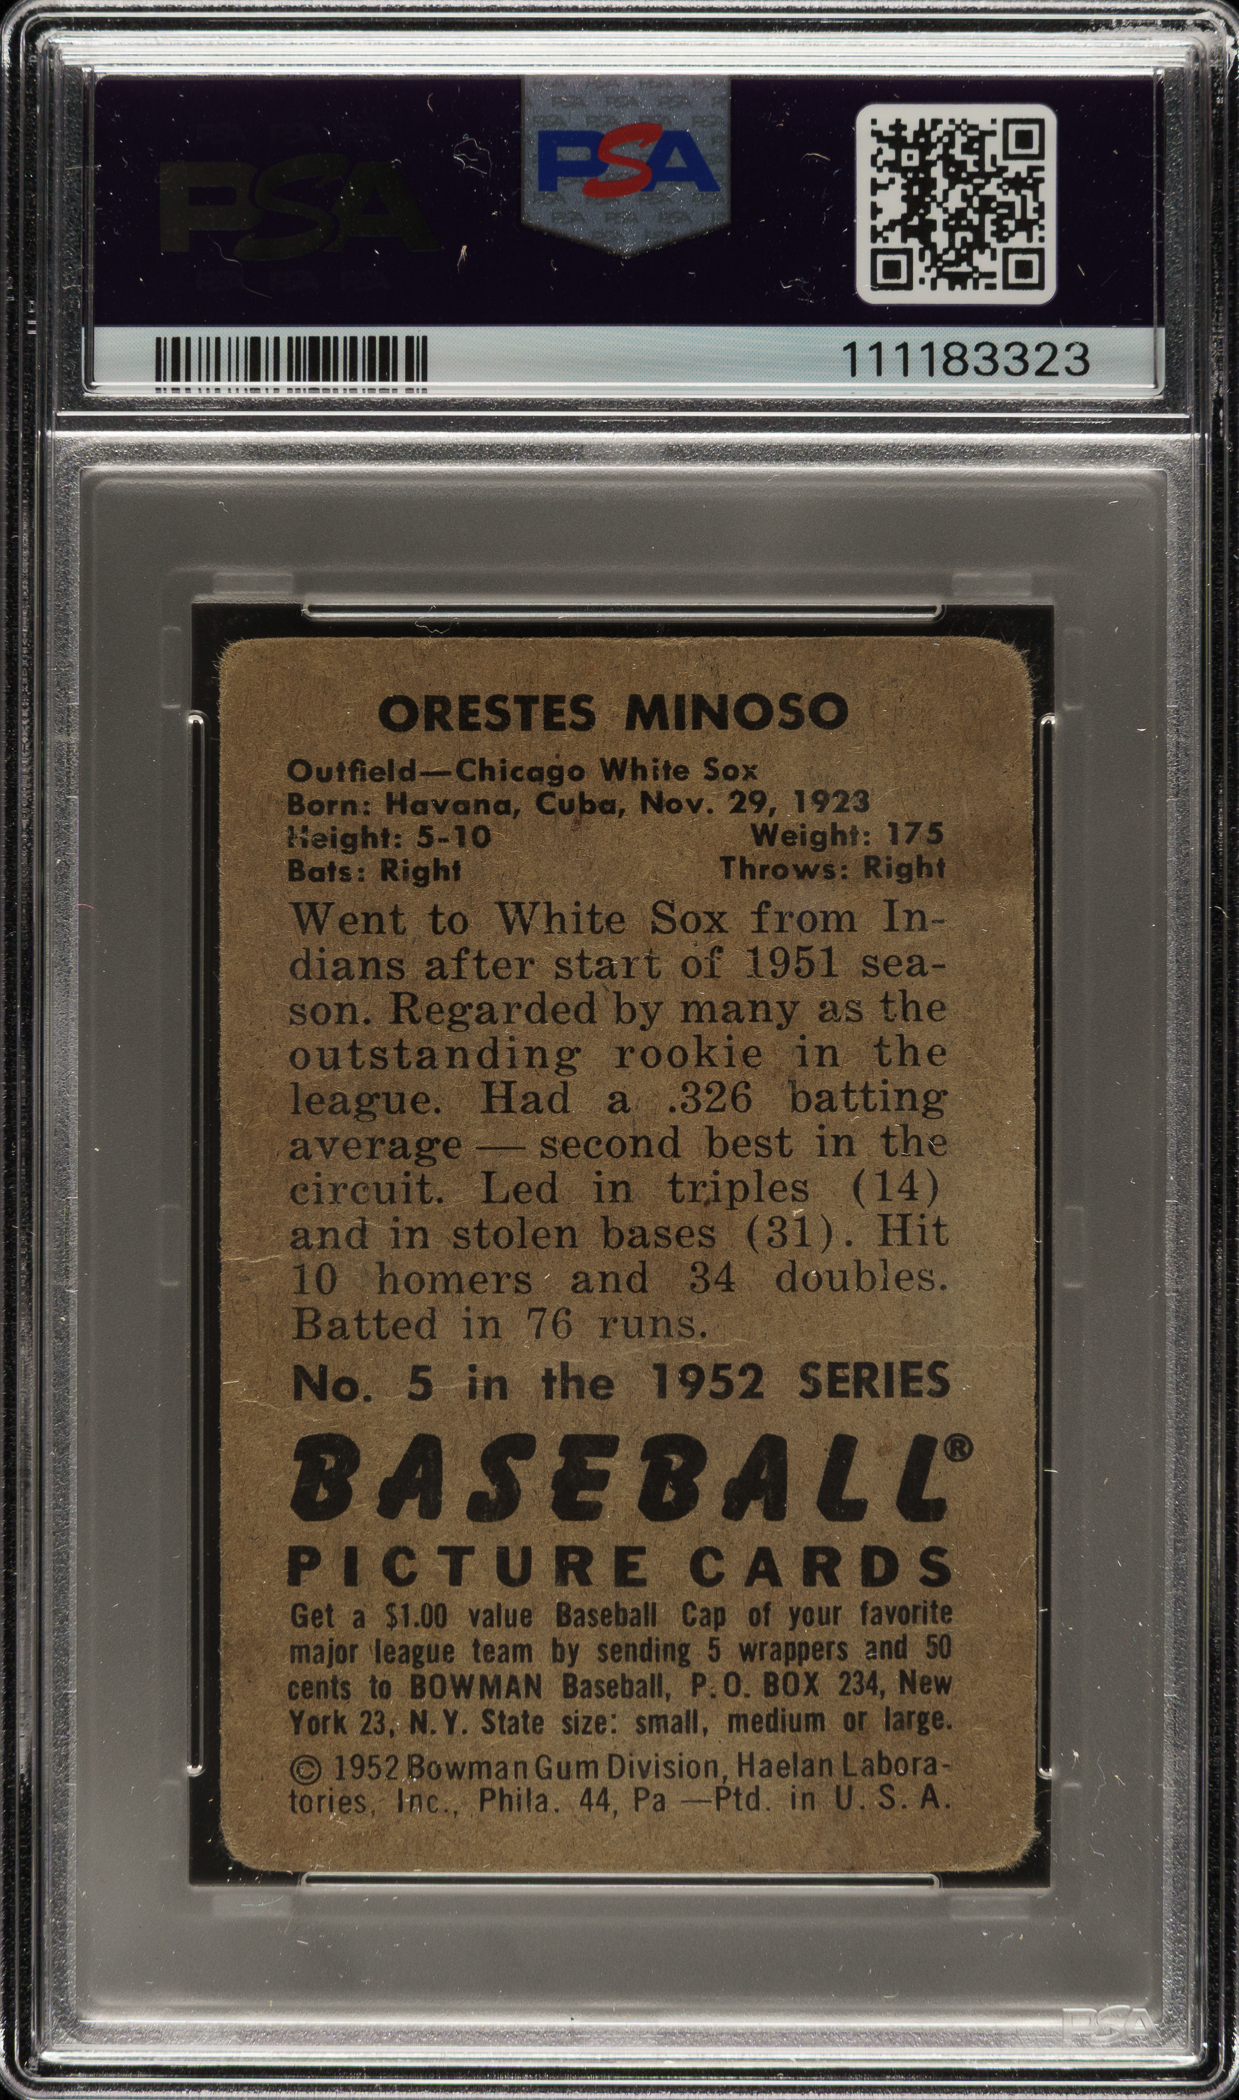 PSA
PSA
111183323
ORESTES MINOSO
Outfield—Chicago White Sox
Born: Havana, Cuba, Nov. 29, 1923
Height: 5-10 Weight: 175
Bats: Right Throws: Right
Went to White Sox from In-
dians after start of 1951 sea-
son. Regarded by many as the
outstanding rookie in the
league. Had a .326 batting
average — second best in the
circuit. Led in triples (14)
and in stolen bases (31). Hit
10 homers and 34 doubles.
Batted in 76 runs.
No. 5 in the 1952 SERIES
BASEBALL®
PICTURE CARDS
Get a $1.00 value Baseball Cap of your favorite
major league team by sending 5 wrappers and 50
cents to BOWMAN Baseball, P.O. BOX 234, New
York 23, N.Y. State size: small, medium or large.
© 1952 Bowman Gum Division, Haelan Labora-
tories, Inc., Phila. 44, Pa —Ptd. in U. S. A.
PSA